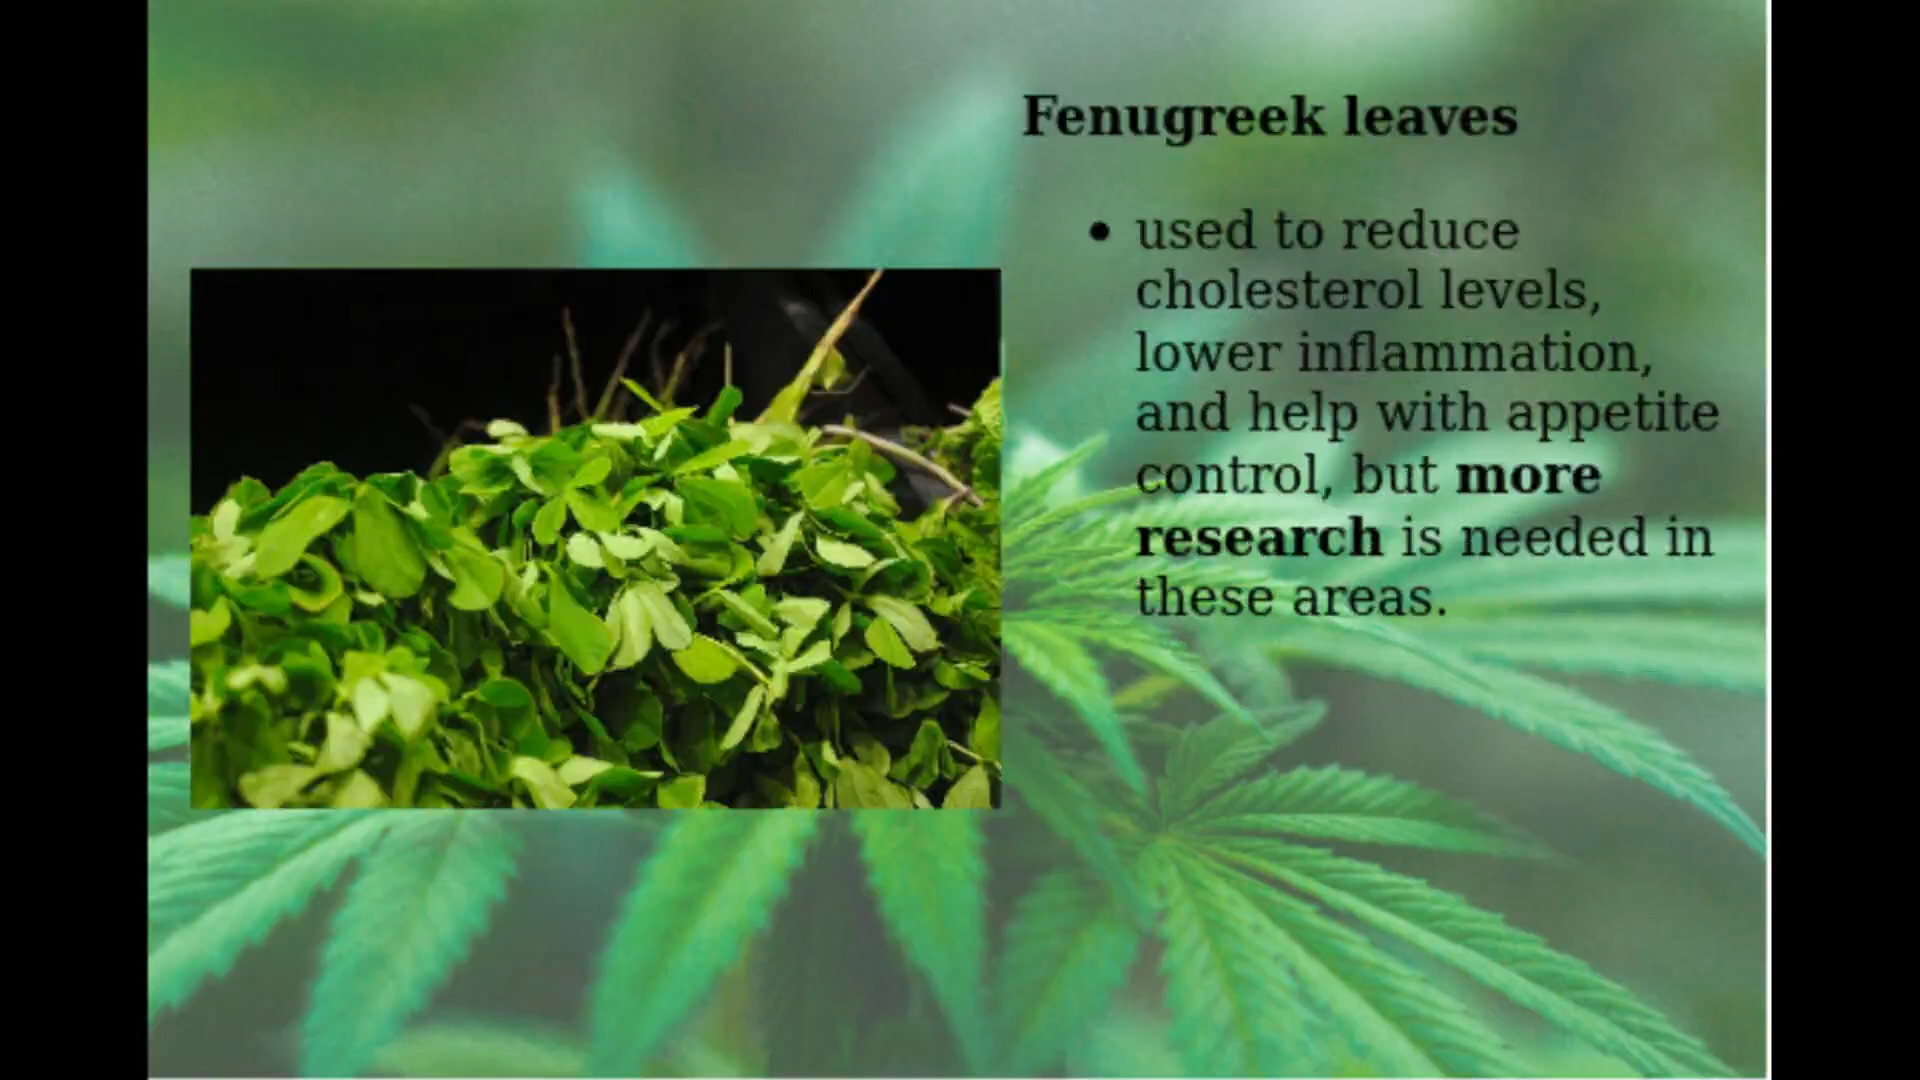 Fenugreek leaves
• used to reduce
cholesterol levels,
lower inflammation,
and help with appetite
control, but more
research is needed in
these areas.